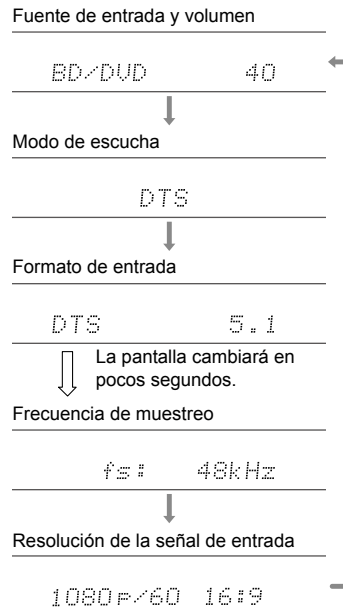 Fuente de entrada y volumen
BD/DVD 40
Modo de escucha
DTS
Formato de entrada
DTS 5.1
La pantalla cambiará en
pocos segundos.
Frecuencia de muestreo
fs: 48kHz
Resolución de la señal de entrada
1080p/60 16:9